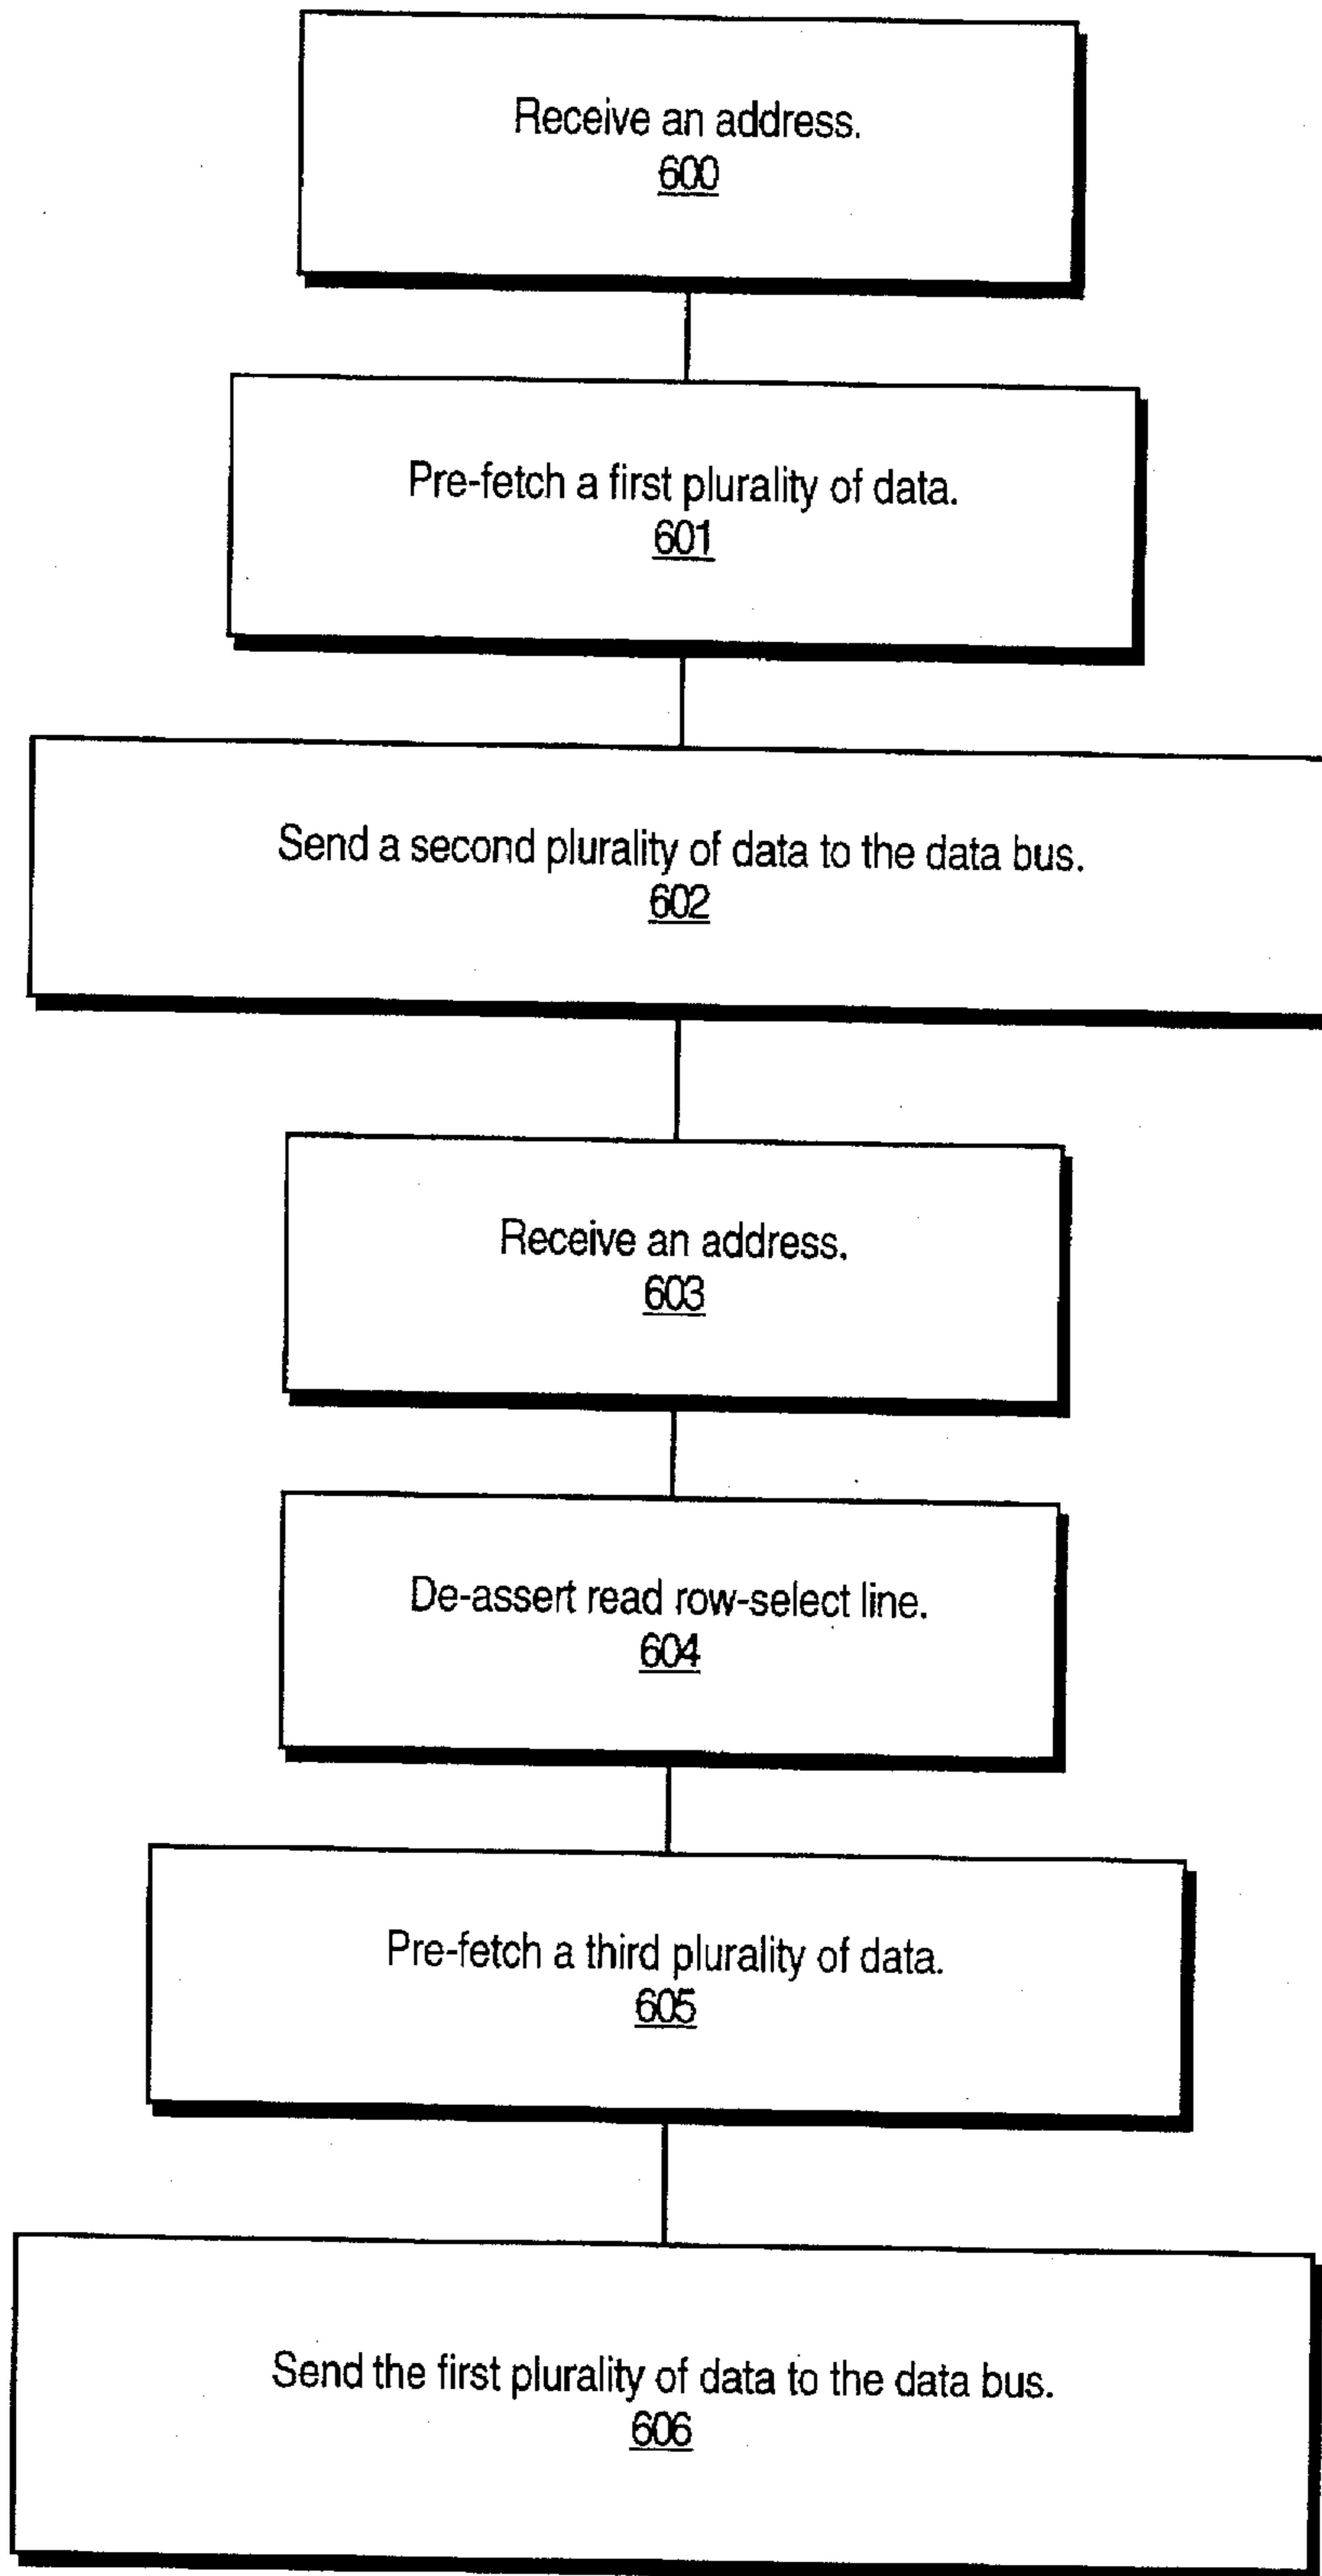 Receive an address.
600
Pre-fetch a first plurality of data.
601
Send a second plurality of data to the data bus.
602
Receive an address.
603
De-assert read row-select line.
604
Pre-fetch a third plurality of data.
605
Send the first plurality of data to the data bus.
606